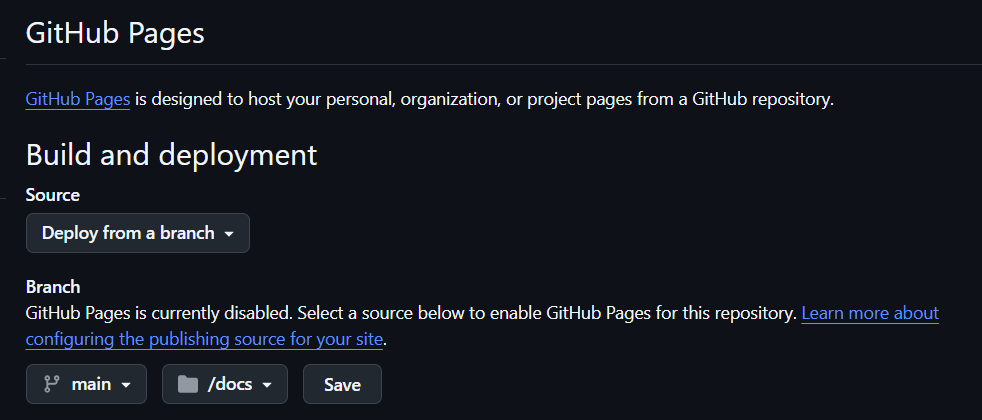 GitHub Pages
GitHub Pages is designed to host your personal, organization, or project pages from a GitHub repository.
Build and deployment
Source
Deploy from a branch
Branch
GitHub Pages is currently disabled. Select a source below to enable GitHub Pages for this repository. Learn more about
configuring the publishing source for your site.
main /docs Save